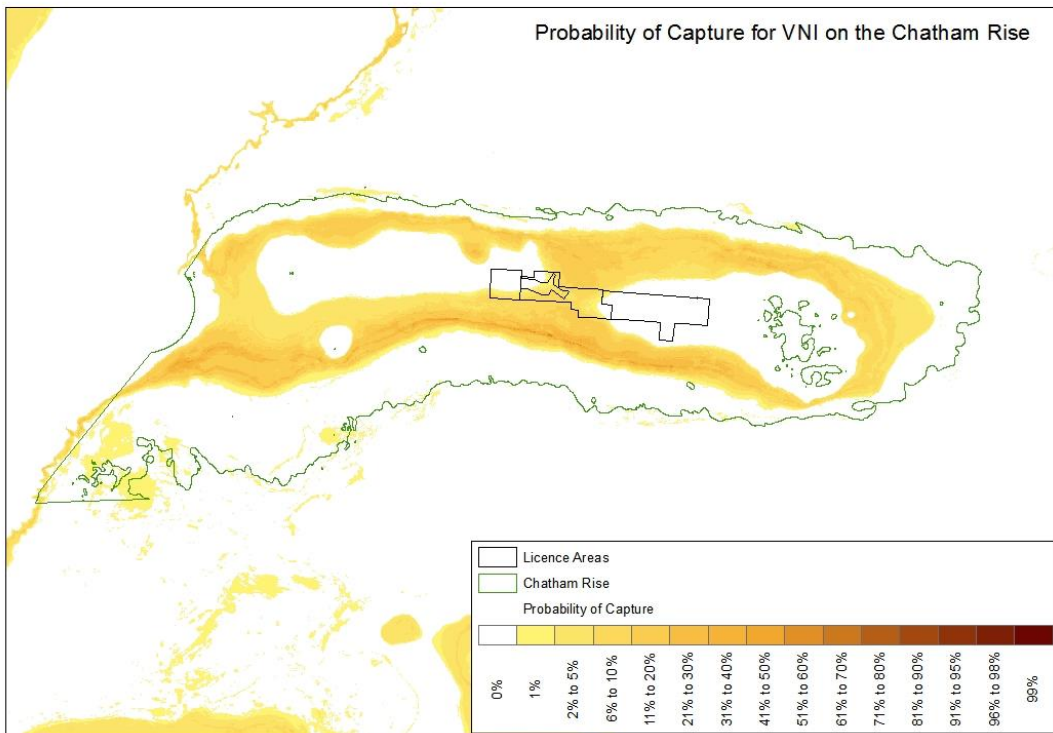 Probability of Capture for VNI on the Chatham Rise
Licence Areas
Chatham Rise
Probability of Capture
0%
1%
2% to 5%
6% to 10%
11% to 20%
21% to 30%
31% to 40%
41% to 50%
51% to 60%
61% to 70%
71% to 80%
81% to 90%
91% to 95%
96% to 98%
99%